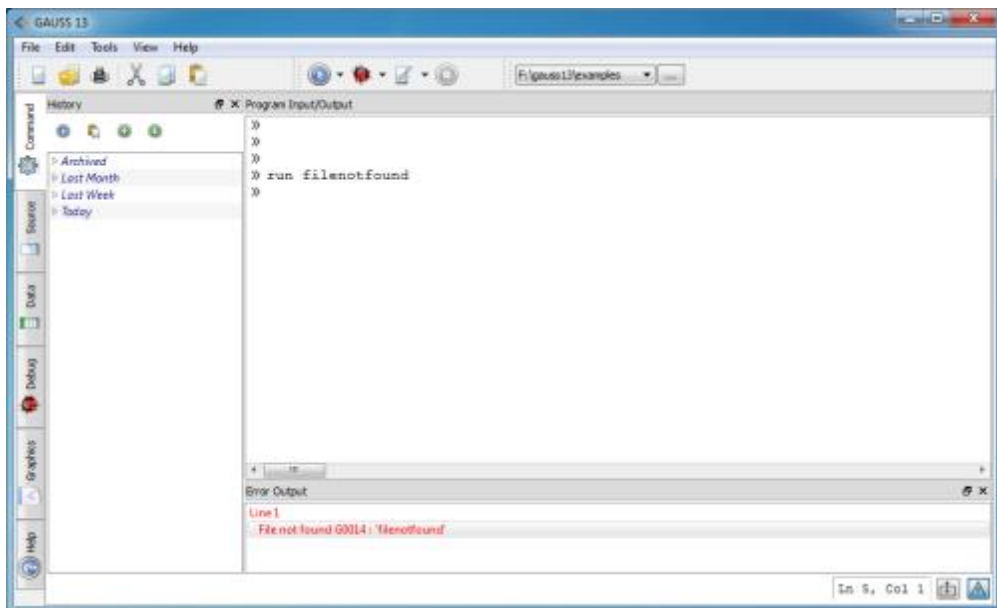 GAUSS 13
File Edit Tools View Help
F:\gauss13\examples ...
Command
Source
Data
Debug
Graphics
Help
History
Archived
Last Month
Last Week
Today
Program Input/Output
»
»
»
» run filenotfound
»
Error Output
Line 1
File not found G0014 : 'filenotfound'
Ln 5, Col 1